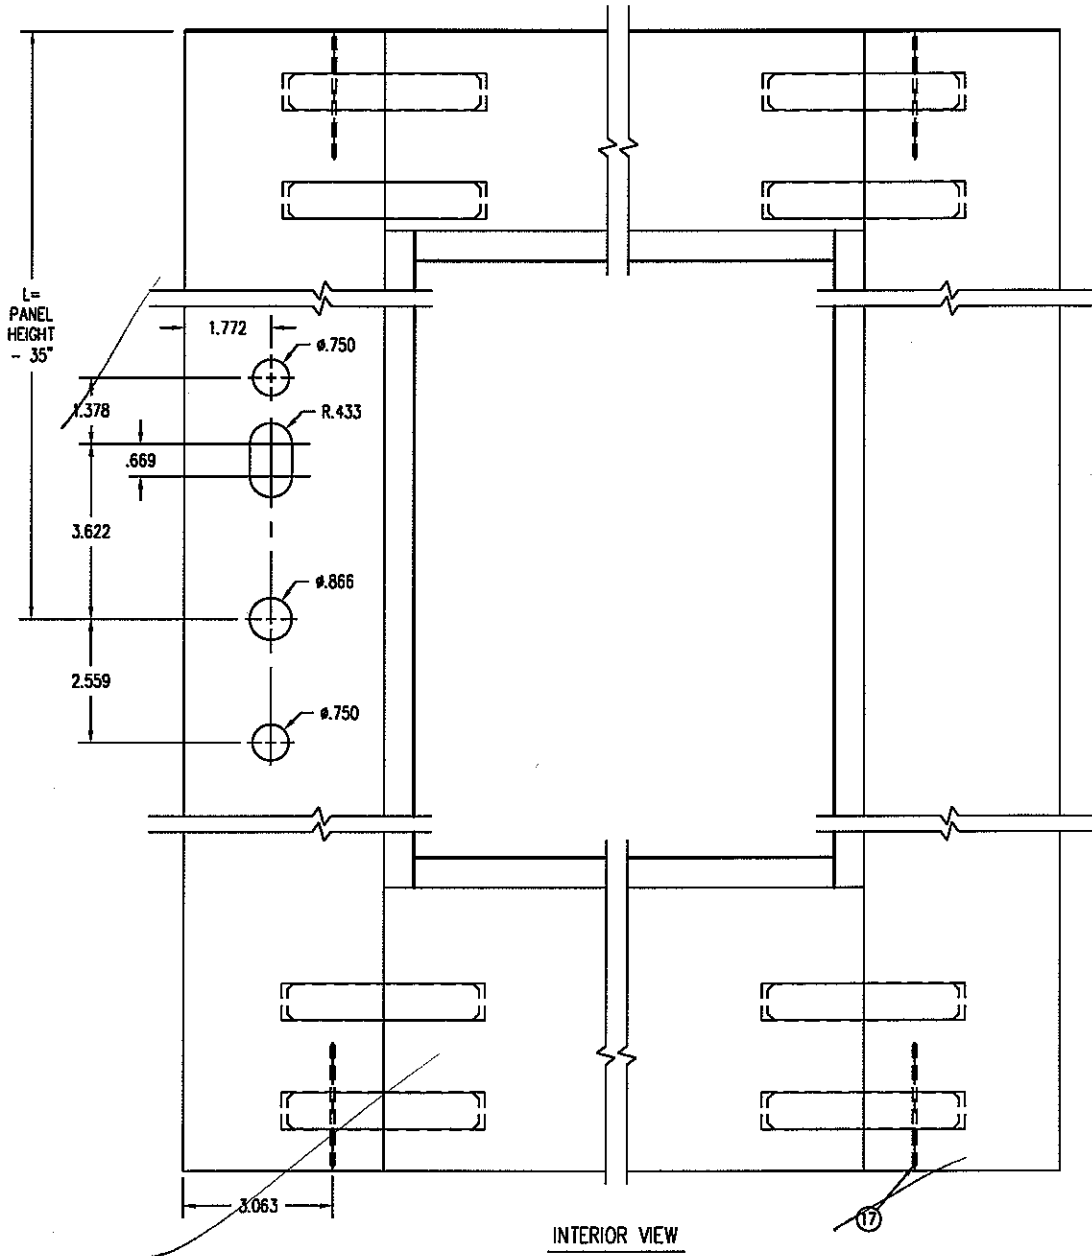 L=
PANEL
HEIGHT
- 35"
1.772
ø.750
1.378
R.433
.669
3.622
ø.866
2.559
ø.750
3.063
17
INTERIOR VIEW